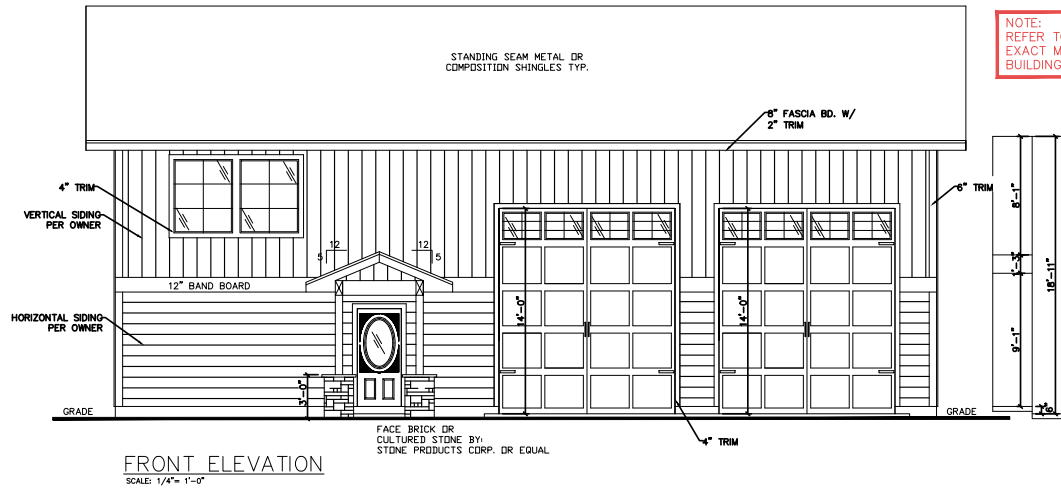 STANDING SEAM METAL OR
COMPOSITION SHINGLES TYP.
NOTE:
REFER TO
EXACT M
BUILDING
8" FASCIA BD. W/
2" TRIM
4" TRIM
6" TRIM
VERTICAL SIDING
PER OWNER
8'-1"
12
5
12
5
12" BAND BOARD
18'-11"
HORIZONTAL SIDING
PER OWNER
14'-0"
14'-0"
9'-1"
3'-0"
6"
GRADE
GRADE
FACE BRICK OR
CULTURED STONE BY:
STONE PRODUCTS CORP. OR EQUAL
4" TRIM
FRONT ELEVATION
SCALE: 1/4"= 1'-0"